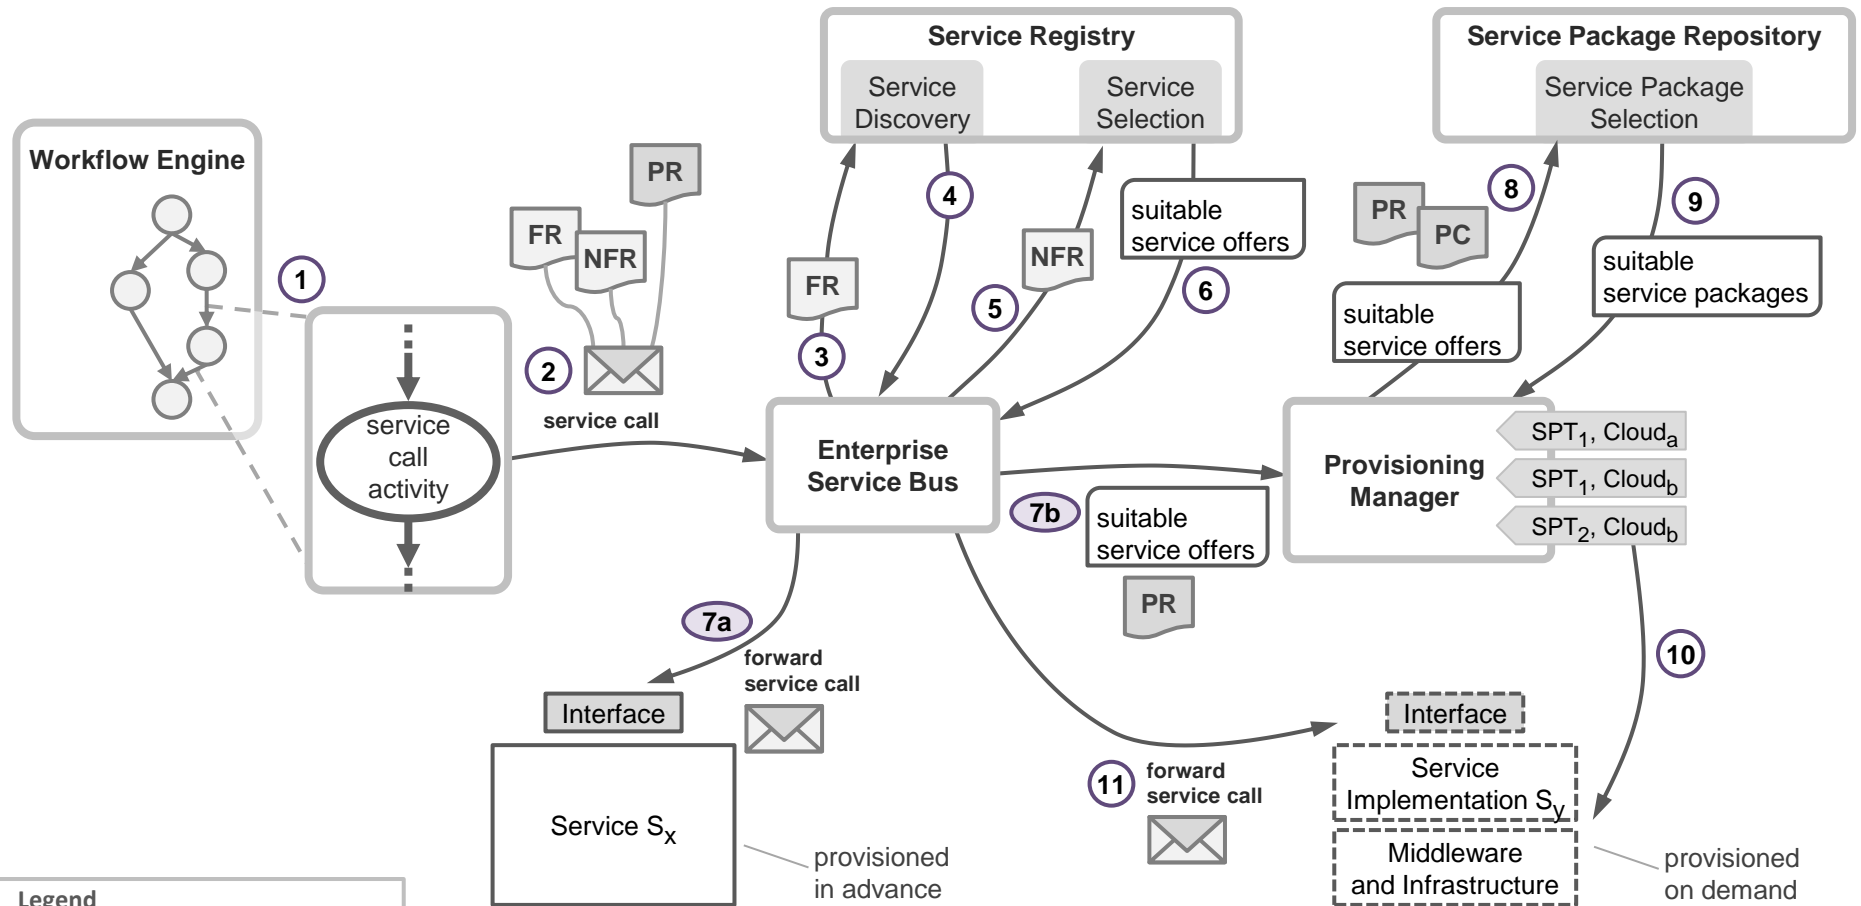 Service Registry
Service
Discovery
Service
Selection
Service Package Repository
Service Package
Selection
Workflow Engine
1
2
PR
FR
NFR
service call
service
call
activity
3
FR
4
5
NFR
6
suitable
service offers
8
PR
PC
suitable
service offers
9
suitable
service packages
Enterprise
Service Bus
Provisioning
Manager
SPT1, Clouda
SPT1, Cloudb
SPT2, Cloudb
7b
suitable
service offers
PR
7a
forward
service call
Interface
Service Sx
provisioned
in advance
10
11
forward
service call
Interface
Service
Implementation Sy
Middleware
and Infrastructure
provisioned
on demand
Legend